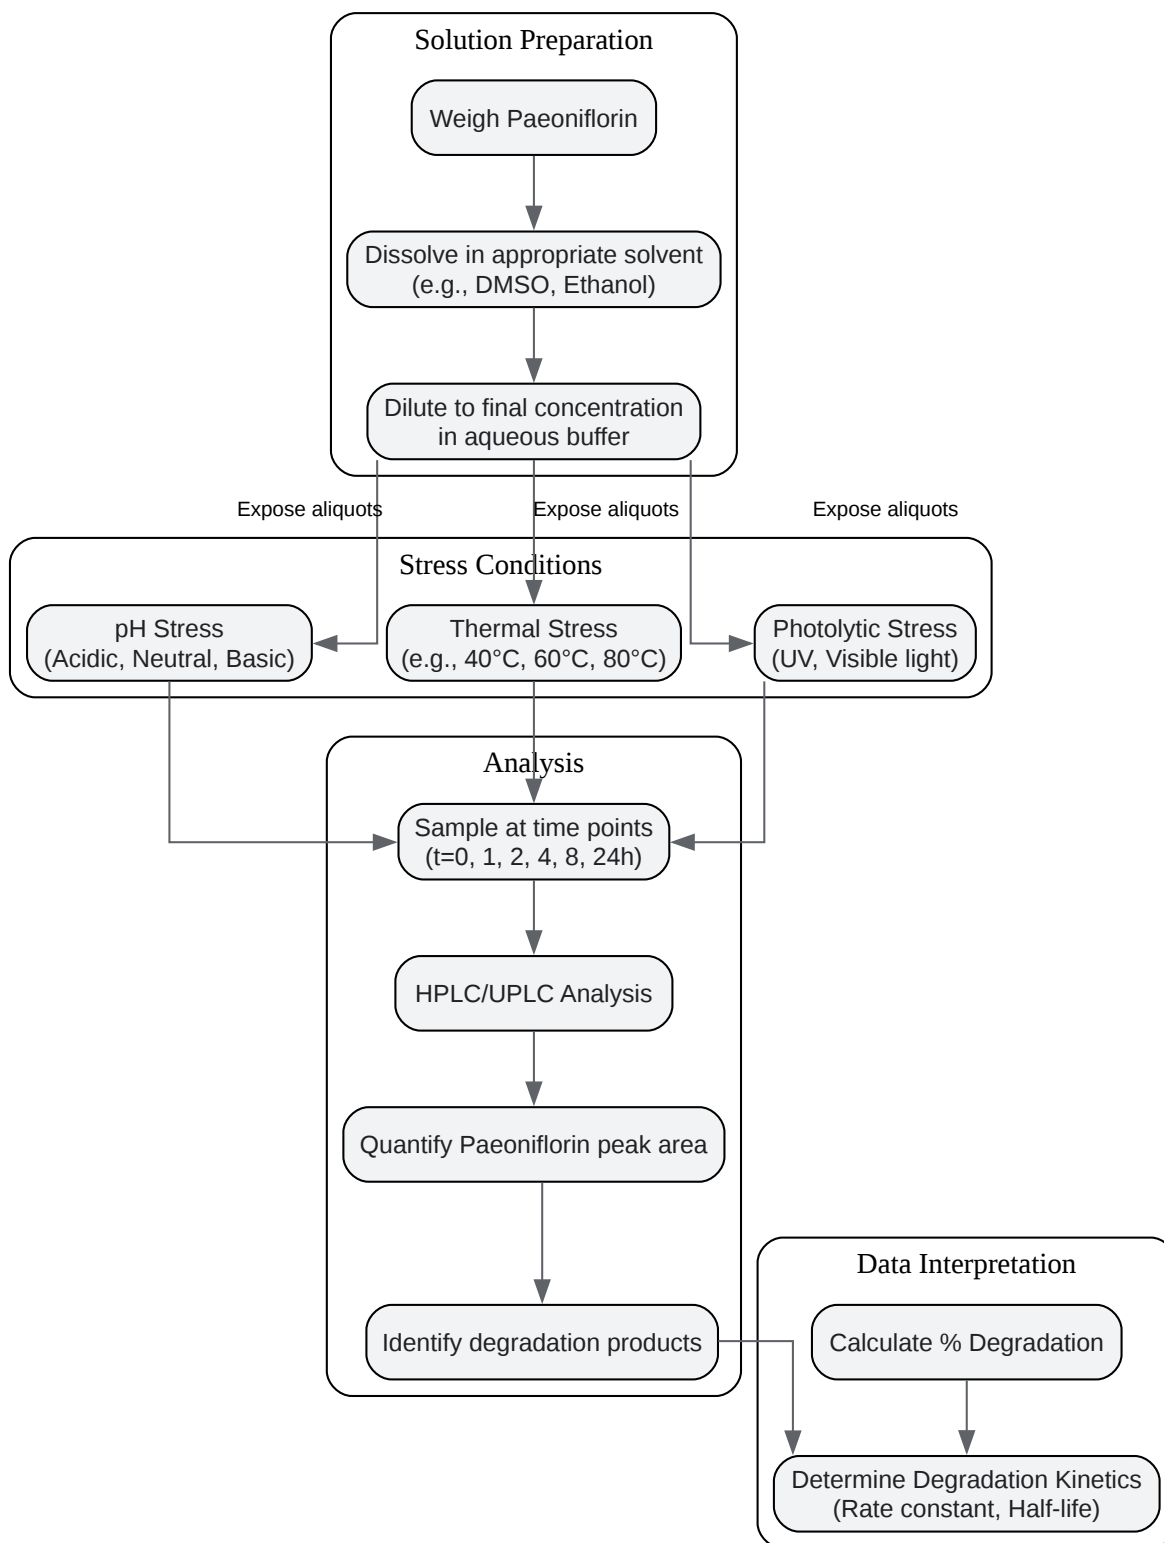 Solution Preparation
Weigh Paeoniflorin
Dissolve in appropriate solvent
(e.g., DMSO, Ethanol)
Dilute to final concentration
in aqueous buffer
Expose aliquots
Expose aliquots
Expose aliquots
Stress Conditions
pH Stress
(Acidic, Neutral, Basic)
Thermal Stress
(e.g., 40°C, 60°C, 80°C)
Photolytic Stress
(UV, Visible light)
Analysis
Sample at time points
(t=0, 1, 2, 4, 8, 24h)
HPLC/UPLC Analysis
Quantify Paeoniflorin peak area
Identify degradation products
Data Interpretation
Calculate % Degradation
Determine Degradation Kinetics
(Rate constant, Half-life)